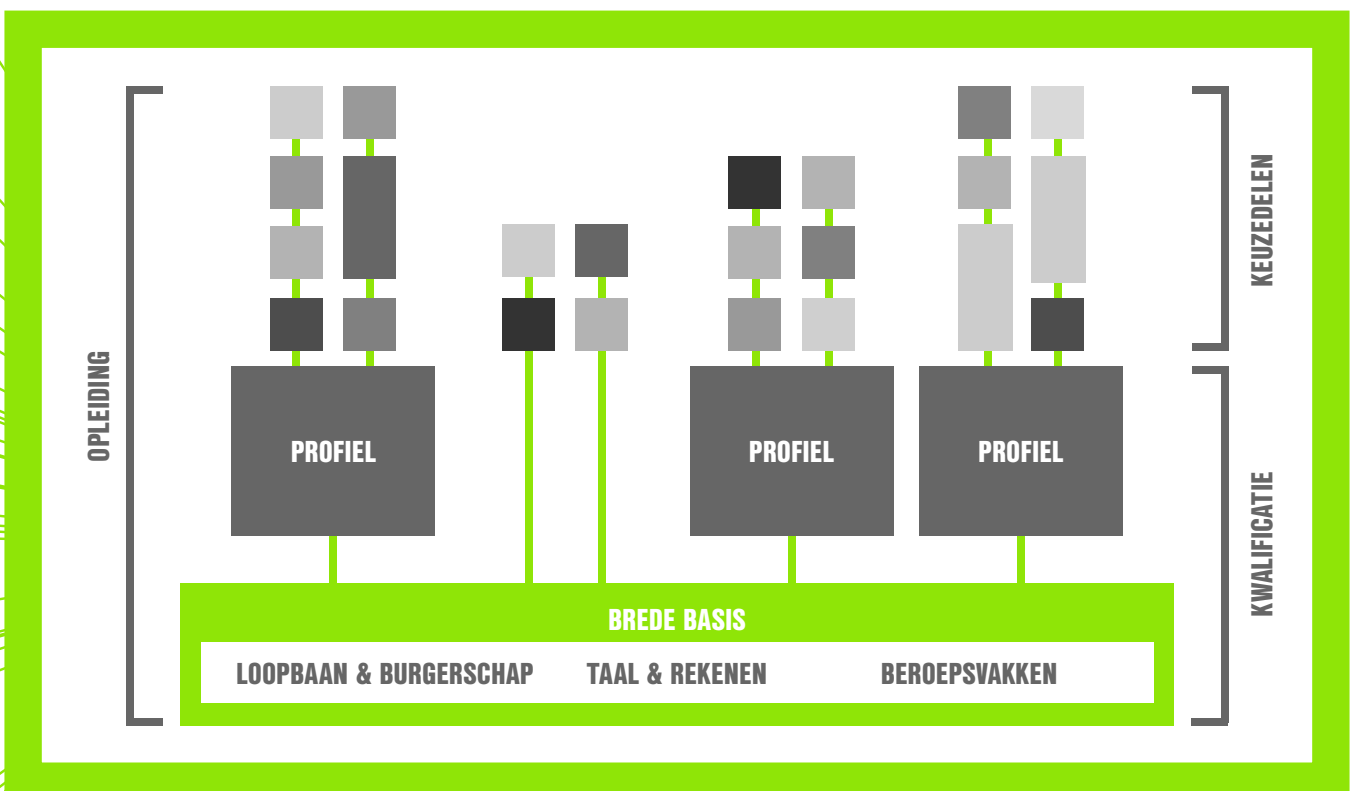 KEUZEDELEN
OPLEIDING
PROFIEL
PROFIEL
PROFIEL
KWALIFICATIE
BREDE BASIS
LOOPBAAN & BURGERSCHAP
TAAL & REKENEN
BEROEPSVAKKEN